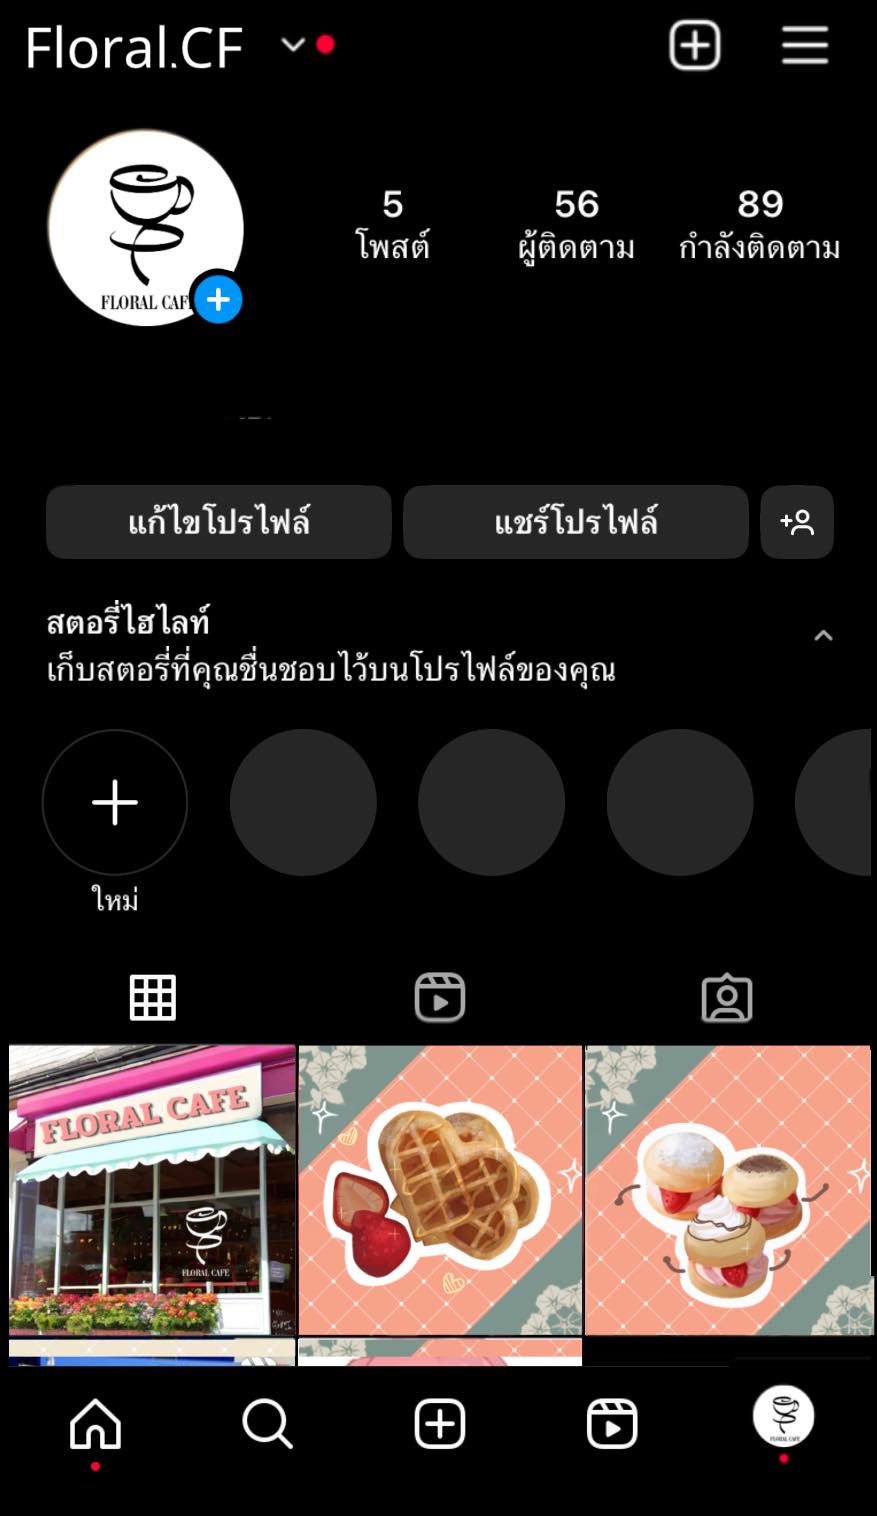 Floral.CF
5
โพสต์
56
ผู้ติดตาม
89
กำลังติดตาม
FLORAL CAF
แก้ไขโปรไฟล์
แชร์โปรไฟล์
สตอรี่ไฮไลท์
เก็บสตอรี่ที่คุณชื่นชอบไว้บนโปรไฟล์ของคุณ
ใหม่
FLORAL CAFE
FLORAL CAFE
FLORAL CAFE